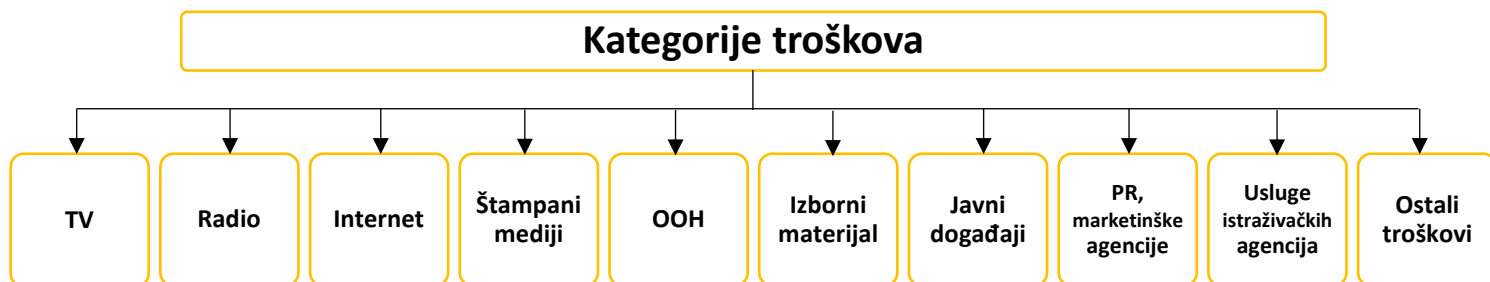 Kategorije troškova
TV
Radio
Internet
Štampani
mediji
OOH
Izborni
materijal
Javni
događaji
PR,
marketinške
agencije
Usluge
istraživačkih
agencija
Ostali
troškovi